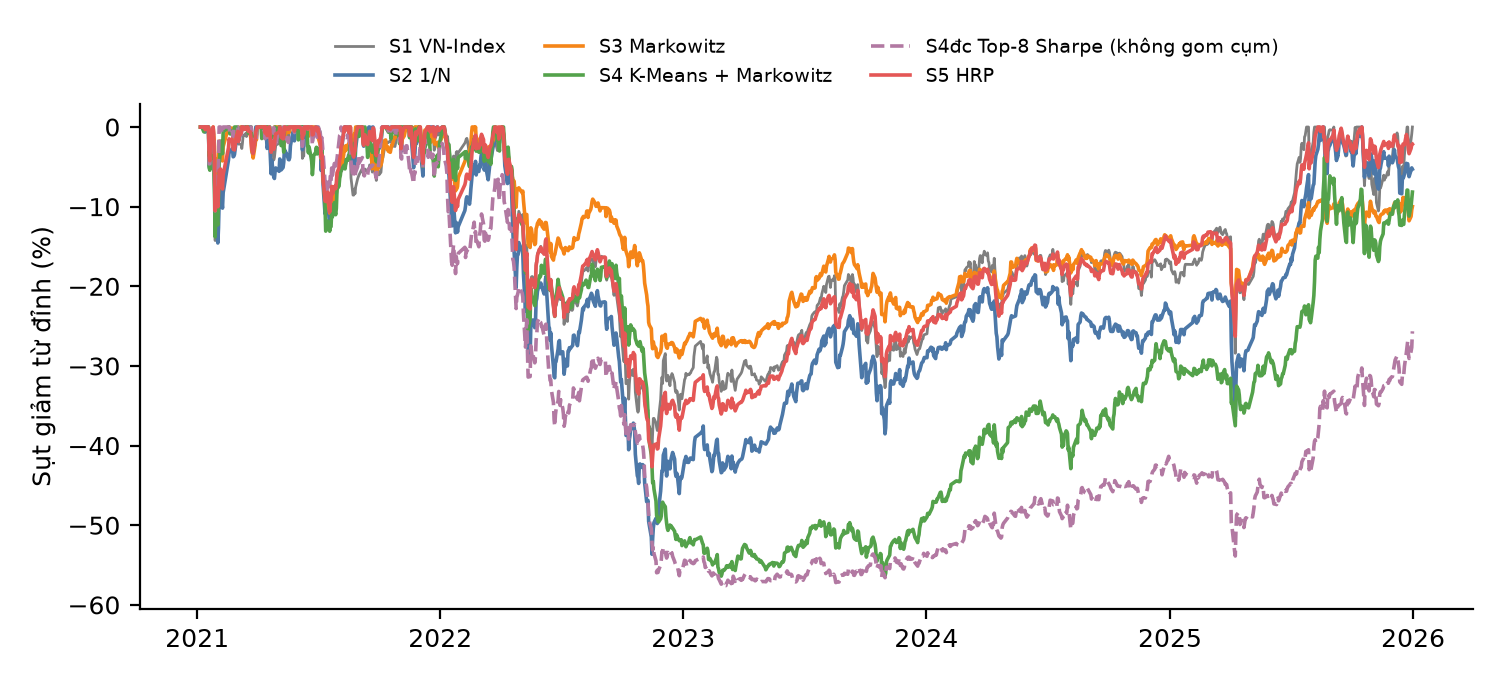 S1 VN-Index
S2 1/N
S3 Markowitz
S4 K-Means + Markowitz
S4đc Top-8 Sharpe (không gom cụm)
S5 HRP
Sụt giảm từ đỉnh (%)
0
−10
−20
−30
−40
−50
−60
2021
2022
2023
2024
2025
2026